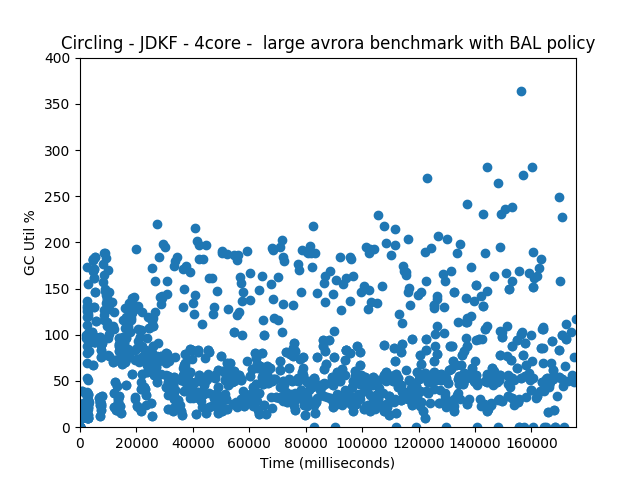 Circling - JDKF - 4core -  large avrora benchmark with BAL policy
400
350
300
250
200
150
100
50
0
GC Util %
0 20000 40000 60000 80000 100000 120000 140000 160000
Time (milliseconds)